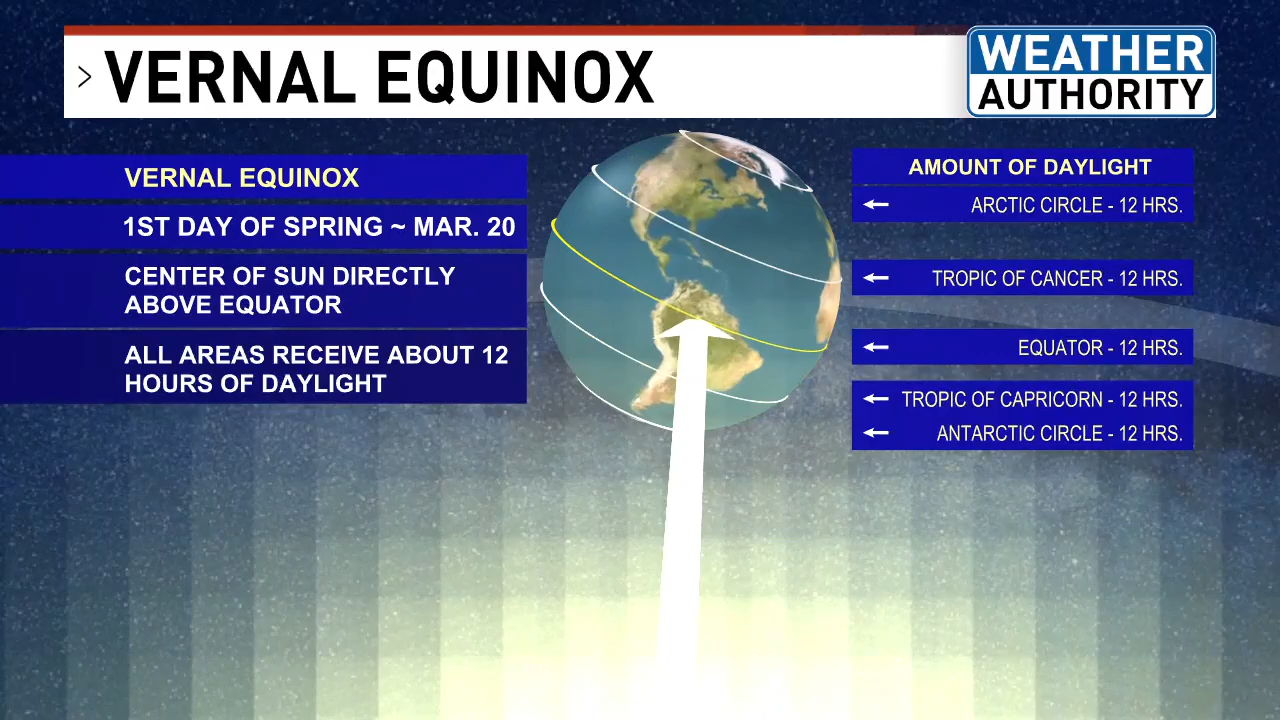 VERNAL EQUINOX
WEATHER
AUTHORITY
VERNAL EQUINOX
1ST DAY OF SPRING ~ MAR. 20
CENTER OF SUN DIRECTLY
ABOVE EQUATOR
ALL AREAS RECEIVE ABOUT 12
HOURS OF DAYLIGHT
AMOUNT OF DAYLIGHT
ARCTIC CIRCLE - 12 HRS.
TROPIC OF CANCER - 12 HRS.
EQUATOR - 12 HRS.
TROPIC OF CAPRICORN - 12 HRS.
ANTARCTIC CIRCLE - 12 HRS.